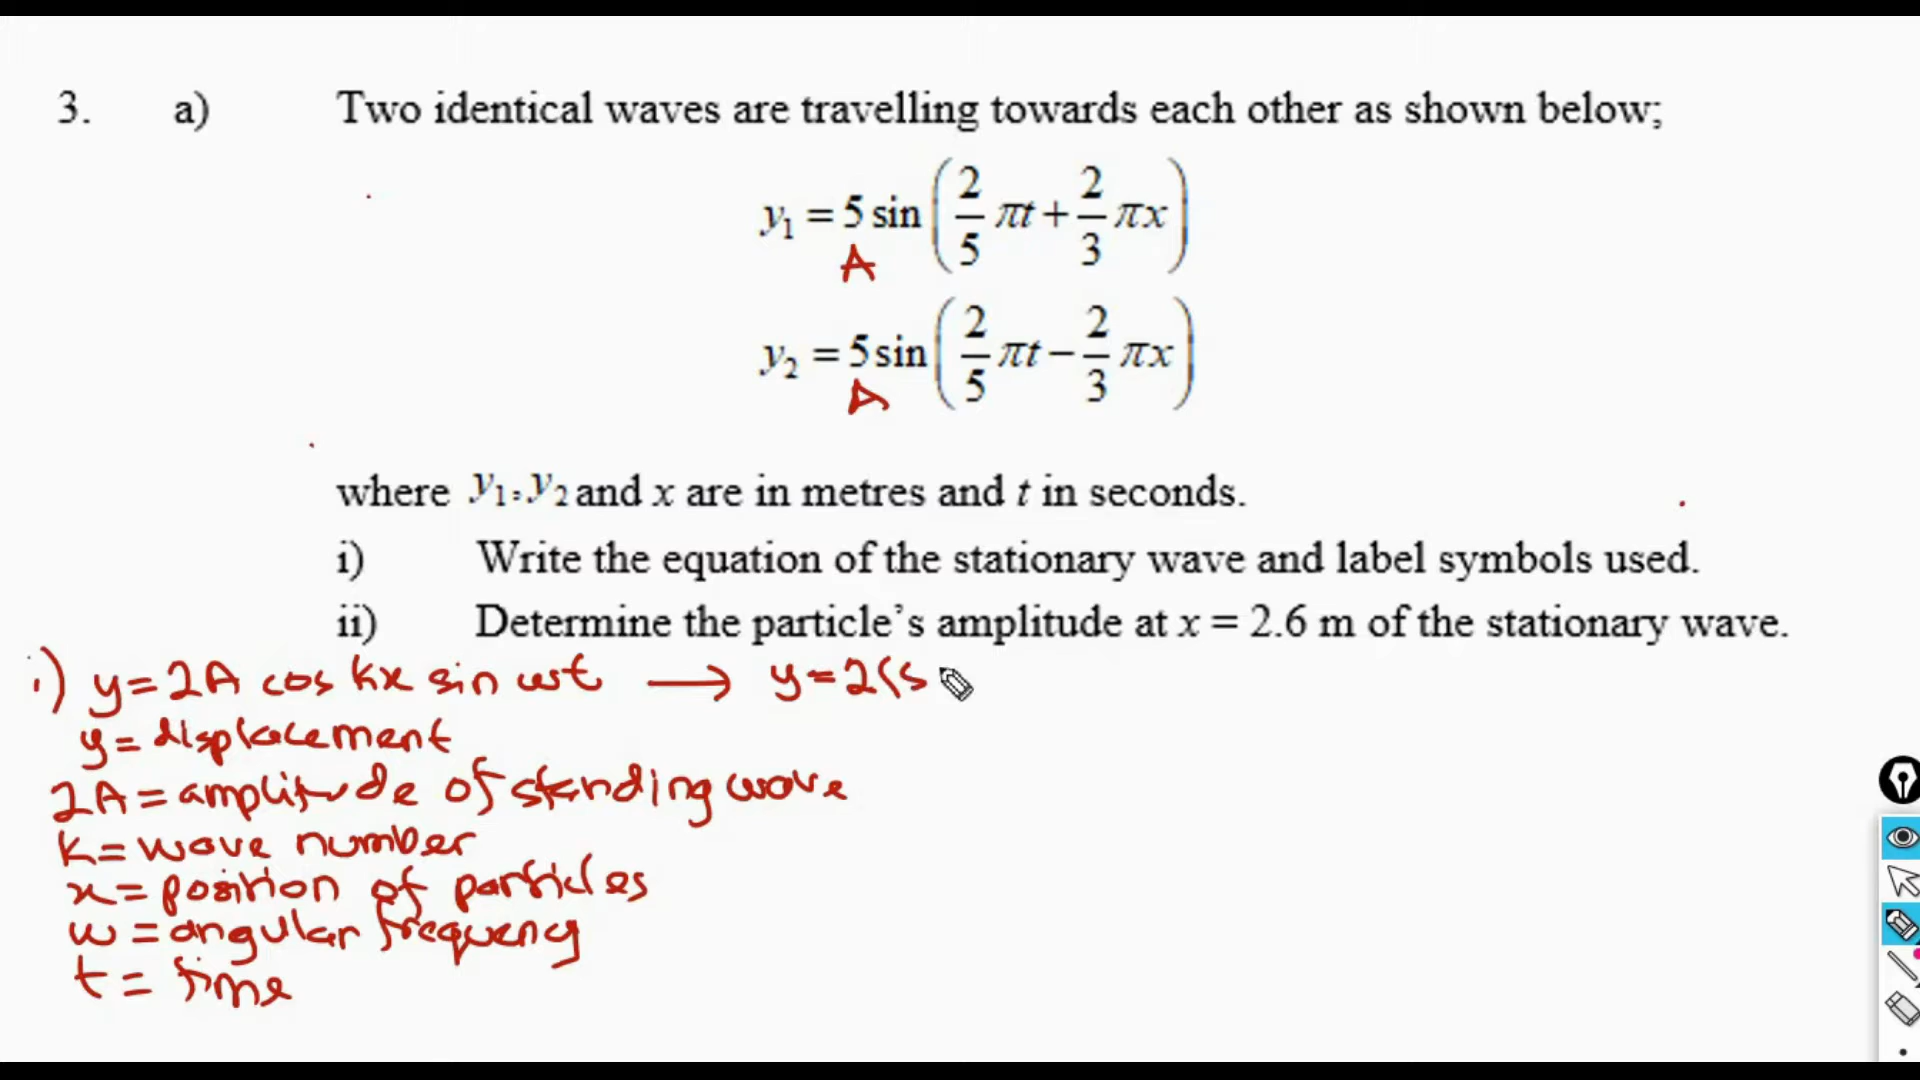 3. a) Two identical waves are travelling towards each other as shown below;
y₁ = 5 sin (2/5 πt + 2/3 πx)
A
y₂ = 5 sin (2/5 πt − 2/3 πx)
A
where y₁, y₂ and x are in metres and t in seconds.
i) Write the equation of the stationary wave and label symbols used.
ii) Determine the particle’s amplitude at x = 2.6 m of the stationary wave.
i) y = 2A cos kx sin ωt → y = 2(5
y = displacement
2A = amplitude of standing wave
k = wave number
x = position of particles
ω = angular frequency
t = time